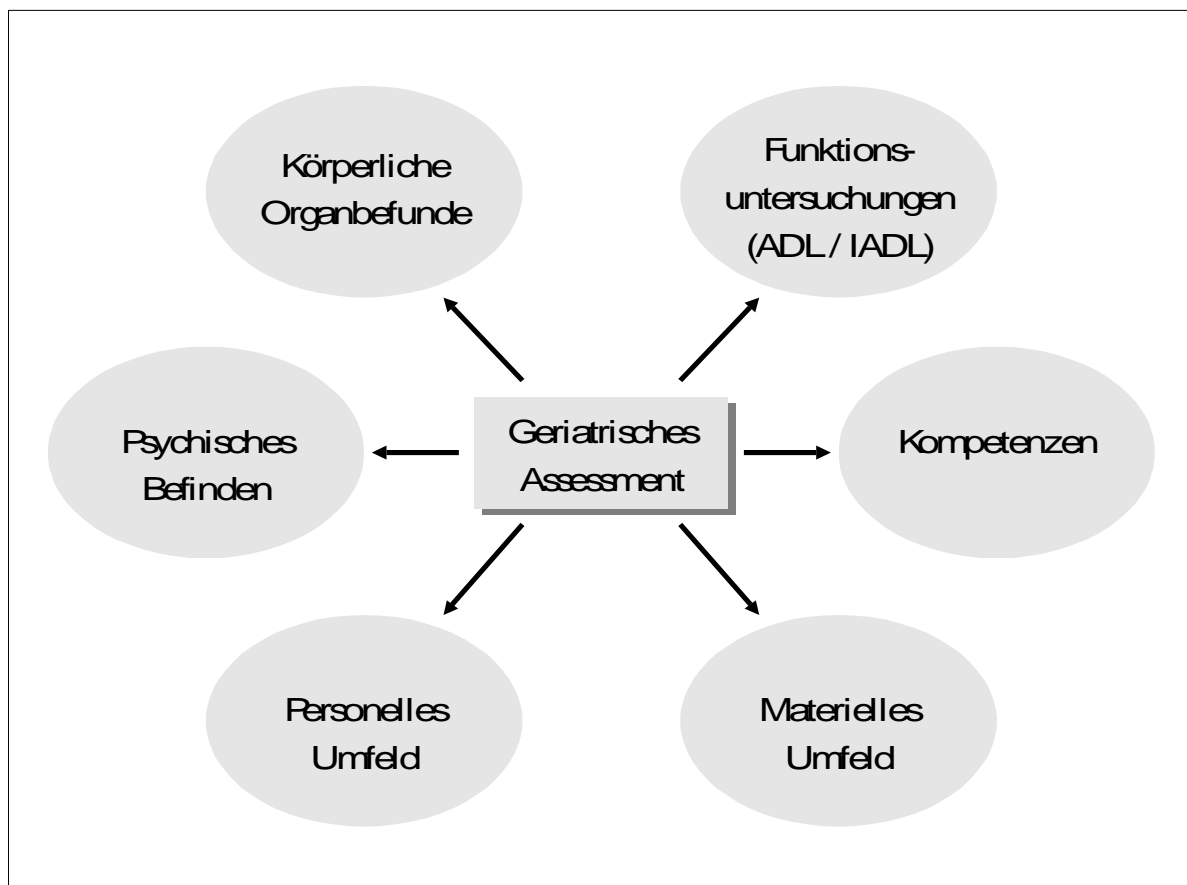 Körperliche
Organbefunde
Funktions-
untersuchungen
(ADL / IADL)
Psychisches
Befinden
Geriatrisches
Assessment
Kompetenzen
Personelles
Umfeld
Materielles
Umfeld